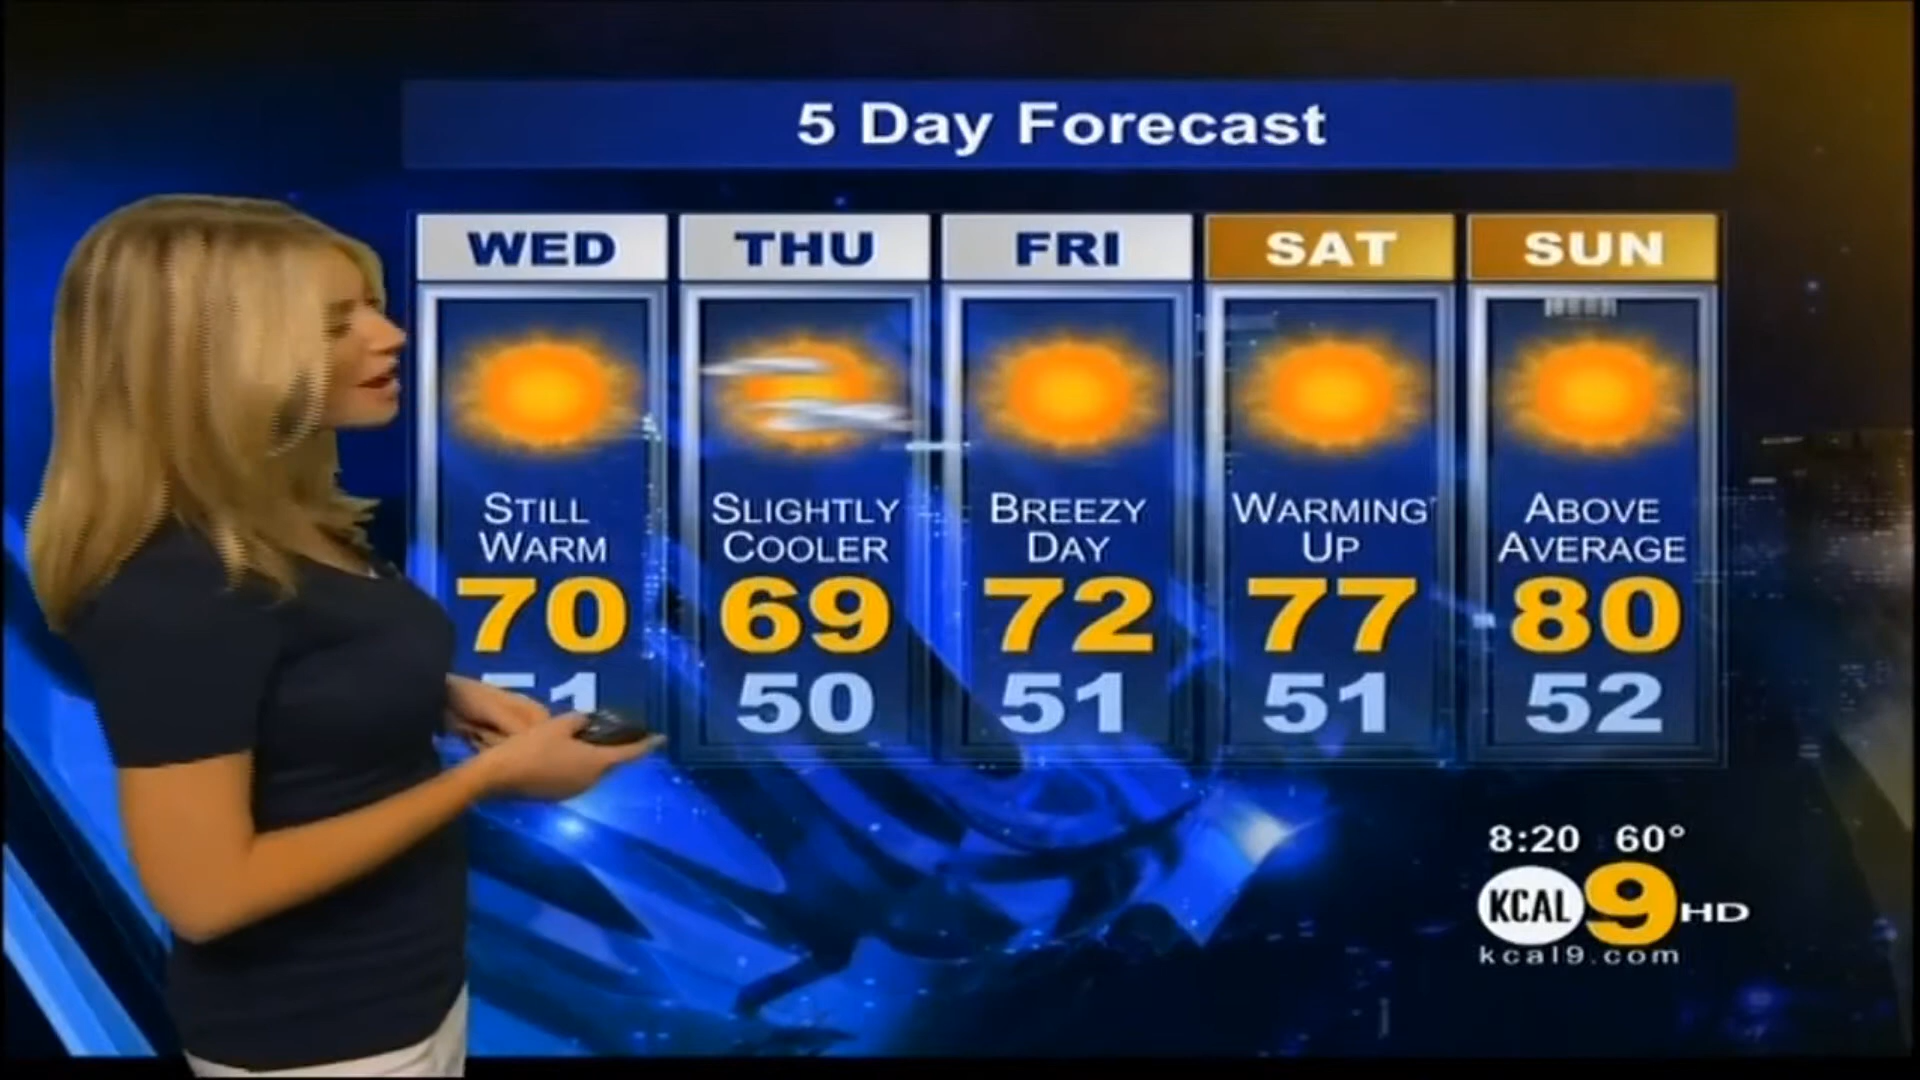 5 Day Forecast
WED THU FRI SAT SUN
STILL WARM
SLIGHTLY COOLER
BREEZY DAY
WARMING UP
ABOVE AVERAGE
70 69 72 77 80
51 50 51 51 52
8:20 60°
KCAL 9 HD
kcal9.com